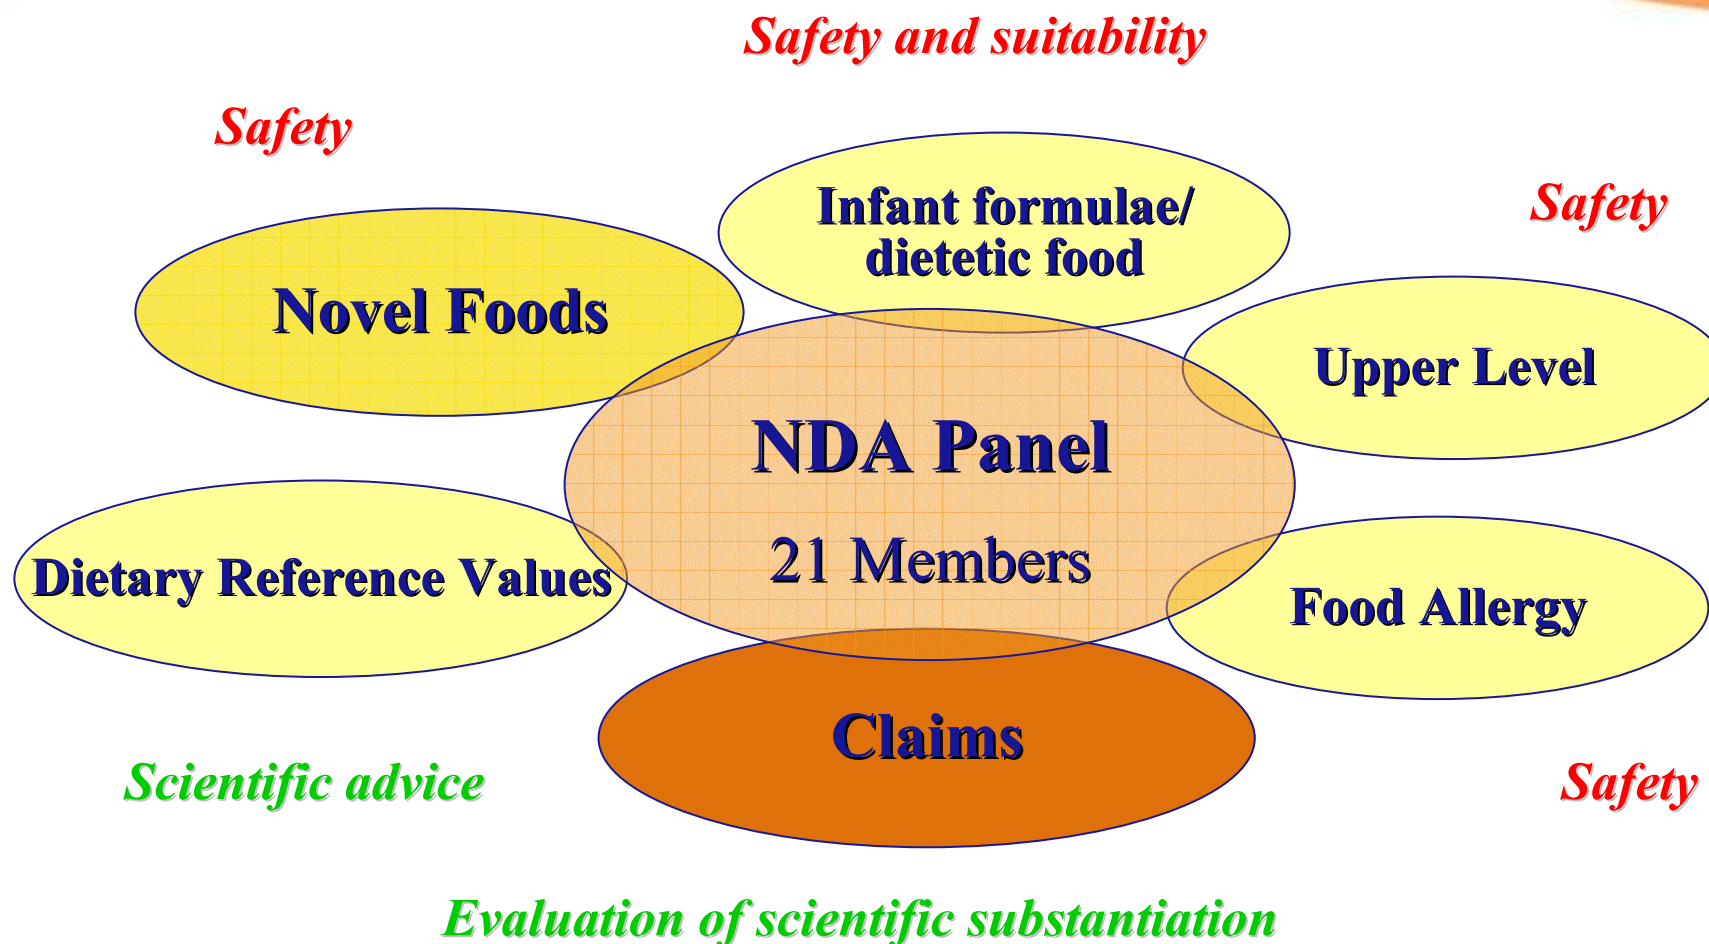 Safety and suitability
Safety
Infant formulae/
dietetic food
Safety
Novel Foods
Upper Level
NDA Panel
21 Members
Dietary Reference Values
Food Allergy
Claims
Scientific advice
Safety
Evaluation of scientific substantiation